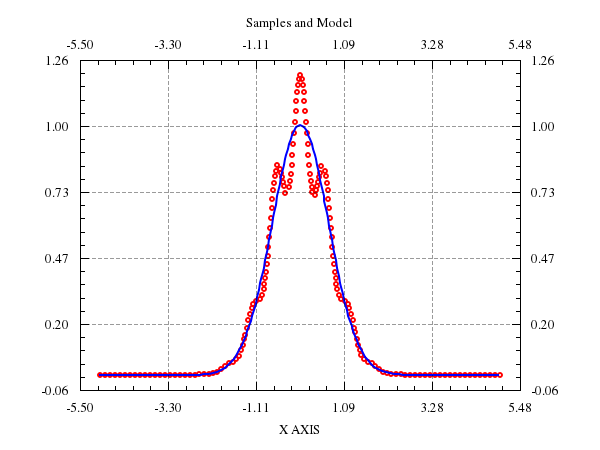 Samples and Model
-5.50 -3.30 -1.11 1.09 3.28 5.48
1.26 1.26
1.00 1.00
0.73 0.73
0.47 0.47
0.20 0.20
-0.06 -0.06
-5.50 -3.30 -1.11 1.09 3.28 5.48
X AXIS